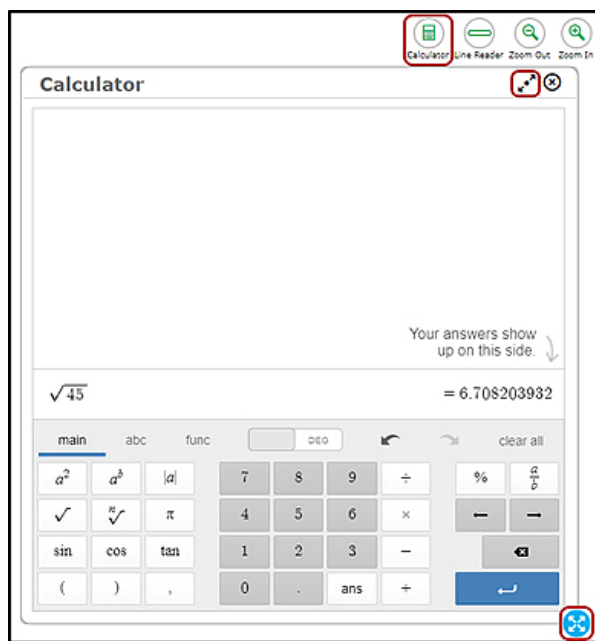 Calculator Line Reader Zoom Out Zoom In
Calculator
Your answers show
up on this side.
√45 = 6.708203932
main abc func DEG clear all
a² aᵇ |a| 7 8 9 ÷ % a/b
√ ⁿ√ π 4 5 6 × ← →
sin cos tan 1 2 3 −
( ) , 0 . ans ÷